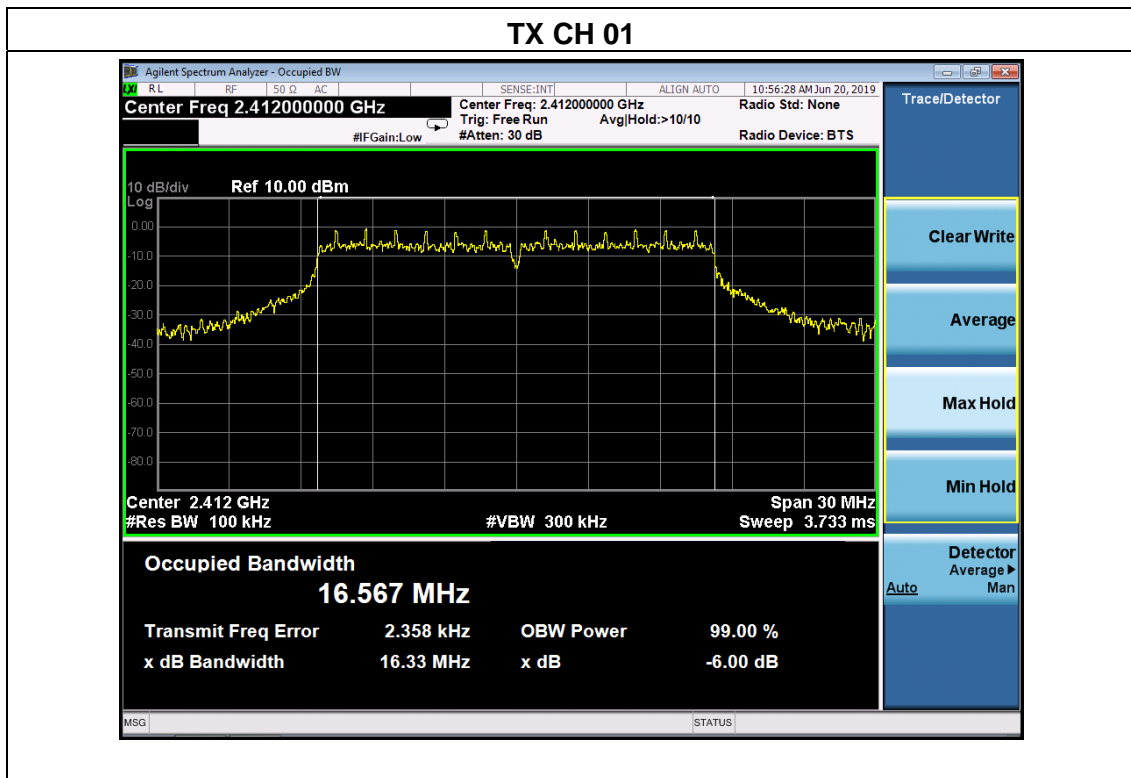 TX CH 01
Agilent Spectrum Analyzer - Occupied BW
LXI RL RF 50 Ω AC SENSE:INT ALIGN AUTO 10:56:28 AM Jun 20, 2019
Center Freq 2.412000000 GHz
Center Freq: 2.412000000 GHz
Radio Std: None
Trig: Free Run Avg|Hold:>10/10
#IFGain:Low
#Atten: 30 dB
Radio Device: BTS
10 dB/div Ref 10.00 dBm
Log
0.00
-10.0
-20.0
-30.0
-40.0
-50.0
-60.0
-70.0
-80.0
Center 2.412 GHz
Span 30 MHz
#Res BW 100 kHz
#VBW 300 kHz
Sweep 3.733 ms
Occupied Bandwidth
16.567 MHz
Transmit Freq Error 2.358 kHz
OBW Power 99.00 %
x dB Bandwidth 16.33 MHz
x dB -6.00 dB
MSG
STATUS
Trace/Detector
Clear Write
Average
Max Hold
Min Hold
Detector
Average▶
Auto Man